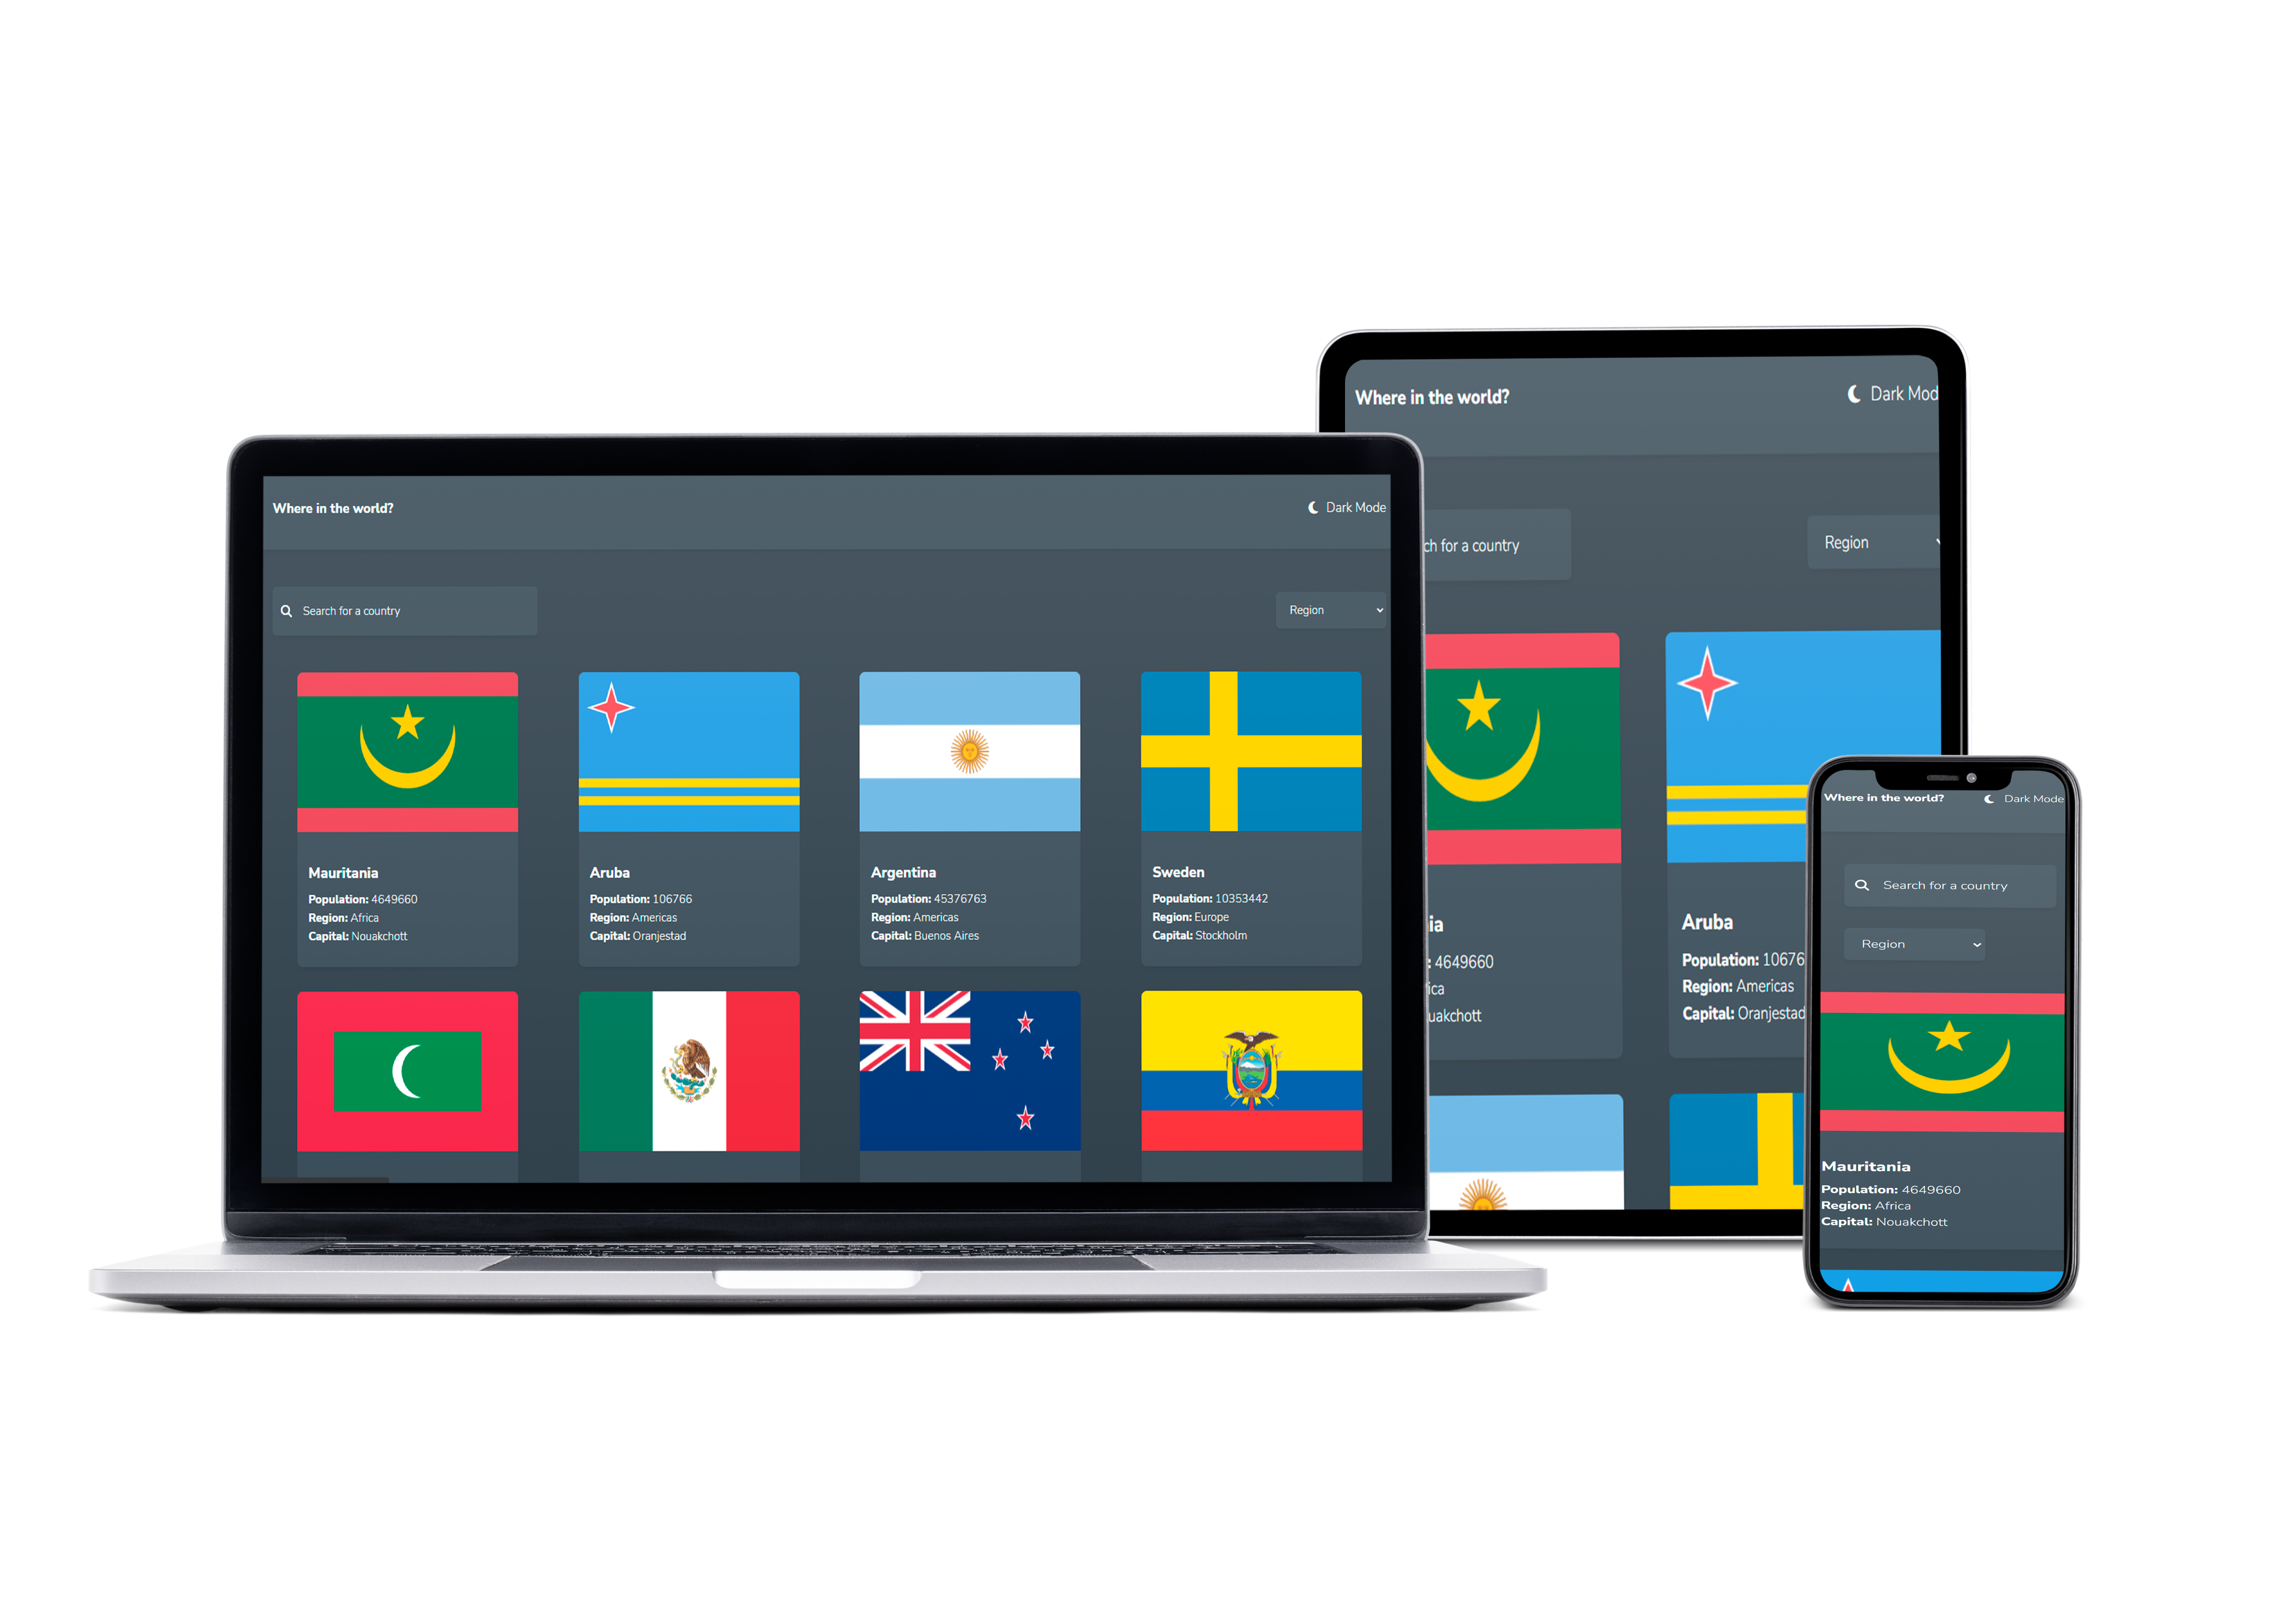 Where in the world?
Dark Mode
Search for a country
Region
Mauritania
Population: 4649660
Region: Africa
Capital: Nouakchott
Aruba
Population: 106766
Region: Americas
Capital: Oranjestad
Argentina
Population: 45376763
Region: Americas
Capital: Buenos Aires
Sweden
Population: 10353442
Region: Europe
Capital: Stockholm
Where in the world?
Dark Mod
ch for a country
Region
ia
: 4649660
ica
uakchott
Aruba
Population: 10676
Region: Americas
Capital: Oranjestad
Where in the world?
Dark Mode
Search for a country
Region
Mauritania
Population: 4649660
Region: Africa
Capital: Nouakchott